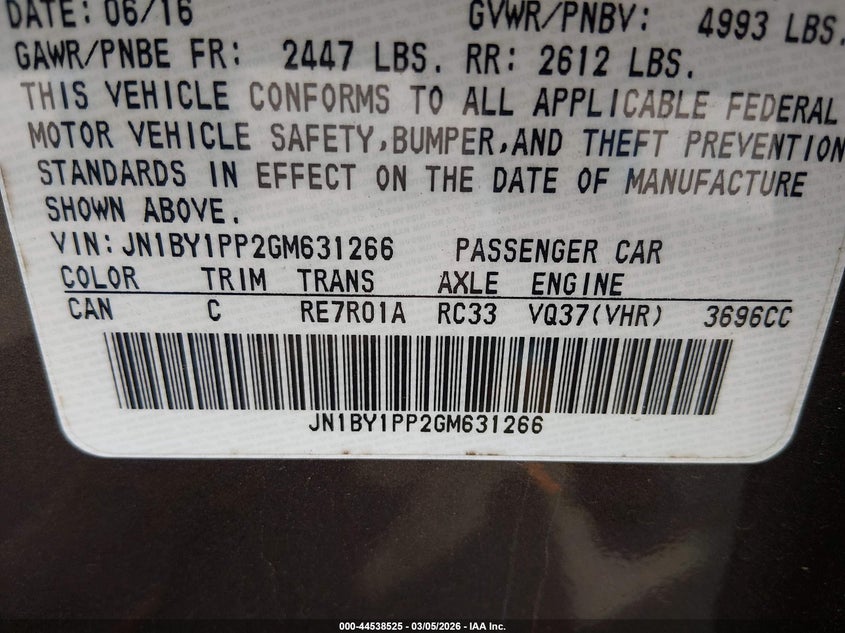 DATE: 06/16 GVWR/PNBV: 4993 LBS.
GAWR/PNBE FR: 2447 LBS. RR: 2612 LBS.
THIS VEHICLE CONFORMS TO ALL APPLICABLE FEDERAL
MOTOR VEHICLE SAFETY,BUMPER,AND THEFT PREVENTION
STANDARDS IN EFFECT ON THE DATE OF MANUFACTURE
SHOWN ABOVE.
VIN:JN1BY1PP2GM631266 PASSENGER CAR
COLOR TRIM TRANS AXLE ENGINE
CAN C RE7R01A RC33 VQ37(VHR) 3696CC
JN1BY1PP2GM631266
000-44538525 - 03/05/2026 - IAA Inc.